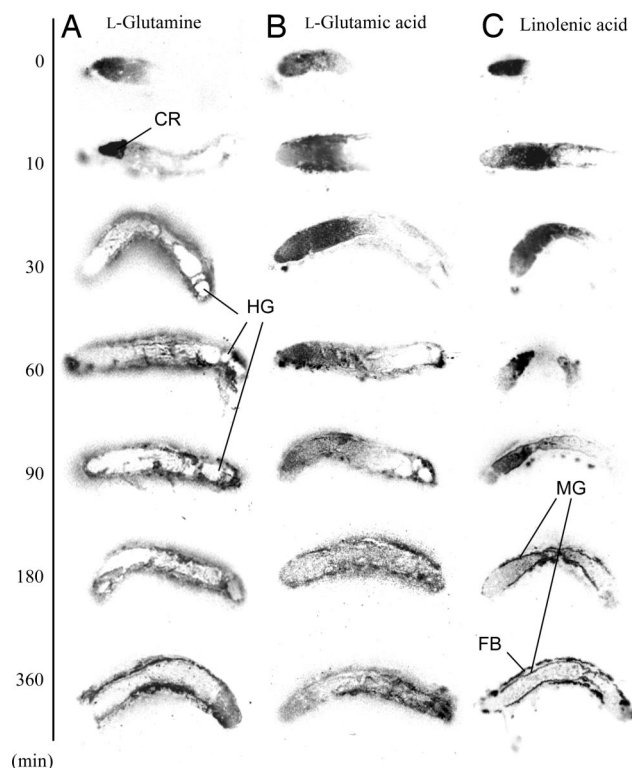 A L-Glutamine B L-Glutamic acid C Linolenic acid
0
CR
10
30
HG
60
90
MG
180
FB
360
(min)